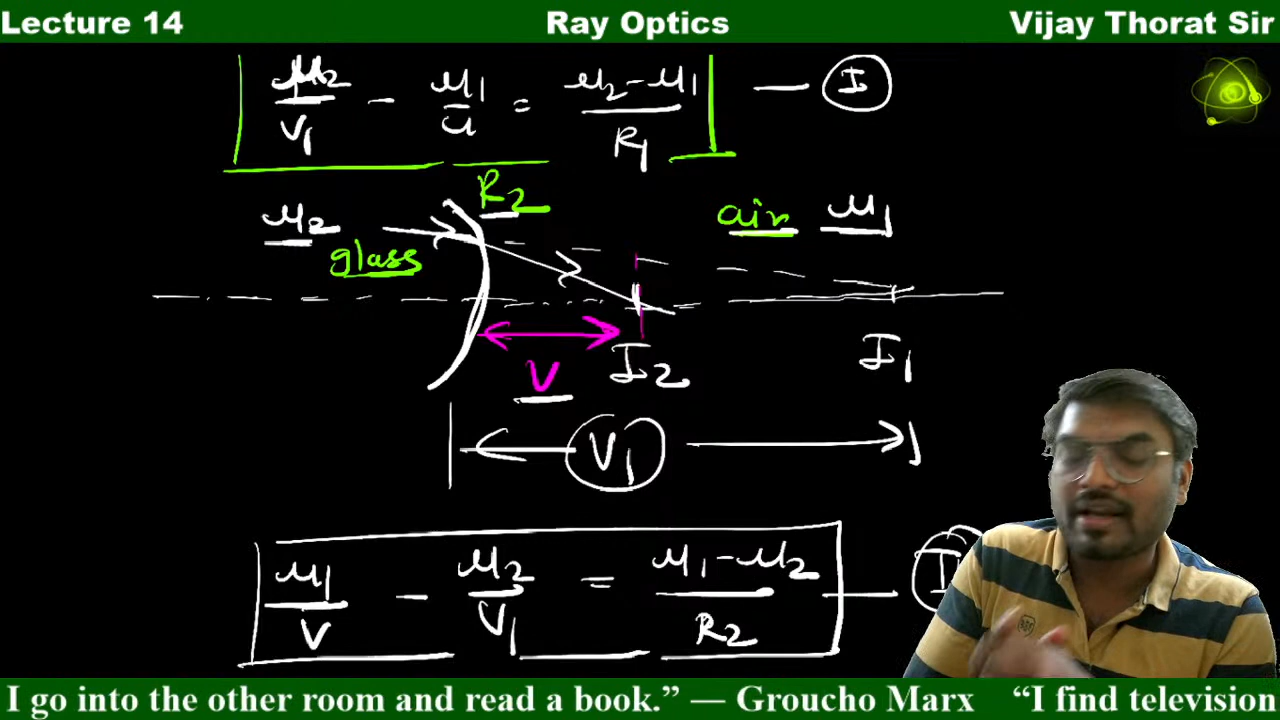 Lecture 14 Ray Optics Vijay Thorat Sir
μ2/V1 - μ1/u = μ2-μ1/R1 — I
R2
μ2 air μ1
glass
V I2 I1
V1
μ1/V - μ2/V1 = μ1-μ2/R2 —
I go into the other room and read a book.” — Groucho Marx “I find television